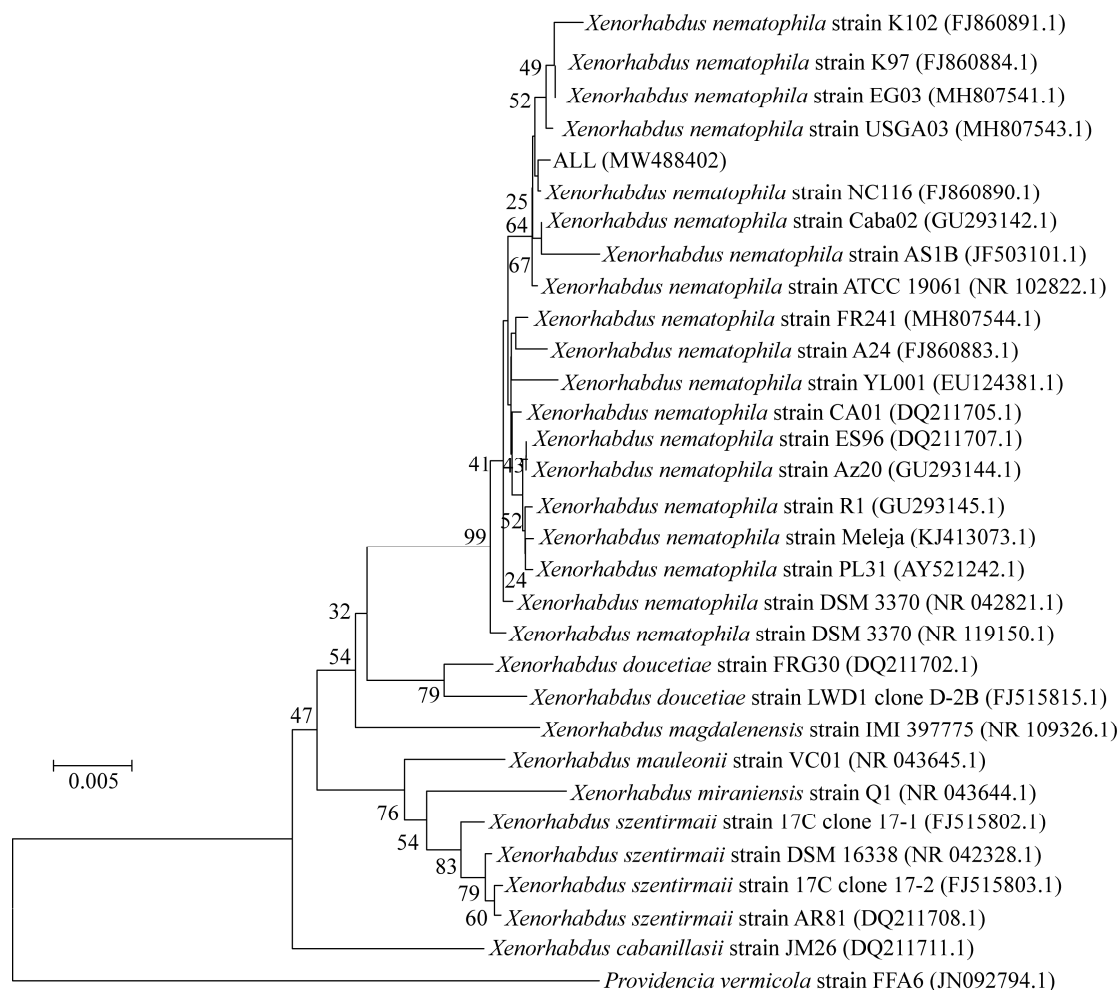 Xenorhabdus nematophila strain K102 (FJ860891.1)
49
Xenorhabdus nematophila strain K97 (FJ860884.1)
52
Xenorhabdus nematophila strain EG03 (MH807541.1)
Xenorhabdus nematophila strain USGA03 (MH807543.1)
ALL (MW488402)
25
Xenorhabdus nematophila strain NC116 (FJ860890.1)
64
Xenorhabdus nematophila strain Caba02 (GU293142.1)
67
Xenorhabdus nematophila strain AS1B (JF503101.1)
Xenorhabdus nematophila strain ATCC 19061 (NR 102822.1)
Xenorhabdus nematophila strain FR241 (MH807544.1)
Xenorhabdus nematophila strain A24 (FJ860883.1)
Xenorhabdus nematophila strain YL001 (EU124381.1)
Xenorhabdus nematophila strain CA01 (DQ211705.1)
Xenorhabdus nematophila strain ES96 (DQ211707.1)
41
43
Xenorhabdus nematophila strain Az20 (GU293144.1)
Xenorhabdus nematophila strain R1 (GU293145.1)
52
99
Xenorhabdus nematophila strain Meleja (KJ413073.1)
24
Xenorhabdus nematophila strain PL31 (AY521242.1)
Xenorhabdus nematophila strain DSM 3370 (NR 042821.1)
32
Xenorhabdus nematophila strain DSM 3370 (NR 119150.1)
54
Xenorhabdus doucetiae strain FRG30 (DQ211702.1)
79
Xenorhabdus doucetiae strain LWD1 clone D-2B (FJ515815.1)
47
Xenorhabdus magdalenensis strain IMI 397775 (NR 109326.1)
Xenorhabdus mauleonii strain VC01 (NR 043645.1)
0.005
76
Xenorhabdus miraniensis strain Q1 (NR 043644.1)
54
Xenorhabdus szentirmaii strain 17C clone 17-1 (FJ515802.1)
83
Xenorhabdus szentirmaii strain DSM 16338 (NR 042328.1)
79
Xenorhabdus szentirmaii strain 17C clone 17-2 (FJ515803.1)
60
Xenorhabdus szentirmaii strain AR81 (DQ211708.1)
Xenorhabdus cabanillasii strain JM26 (DQ211711.1)
Providencia vermicola strain FFA6 (JN092794.1)